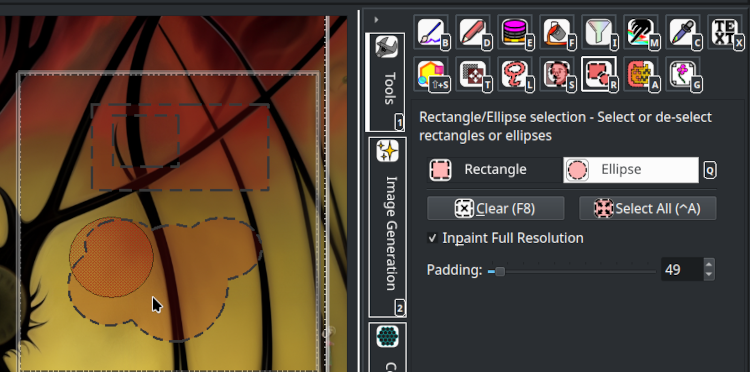 B
D
E
F
I
M
C
TEXT
X
⇧+S
T
L
S
R
A
G
Tools
1
Image Generation
2
C
Rectangle/Ellipse selection - Select or de-select
rectangles or ellipses
Rectangle
Ellipse
Q
Clear (F8)
Select All (^A)
Inpaint Full Resolution
Padding:
49